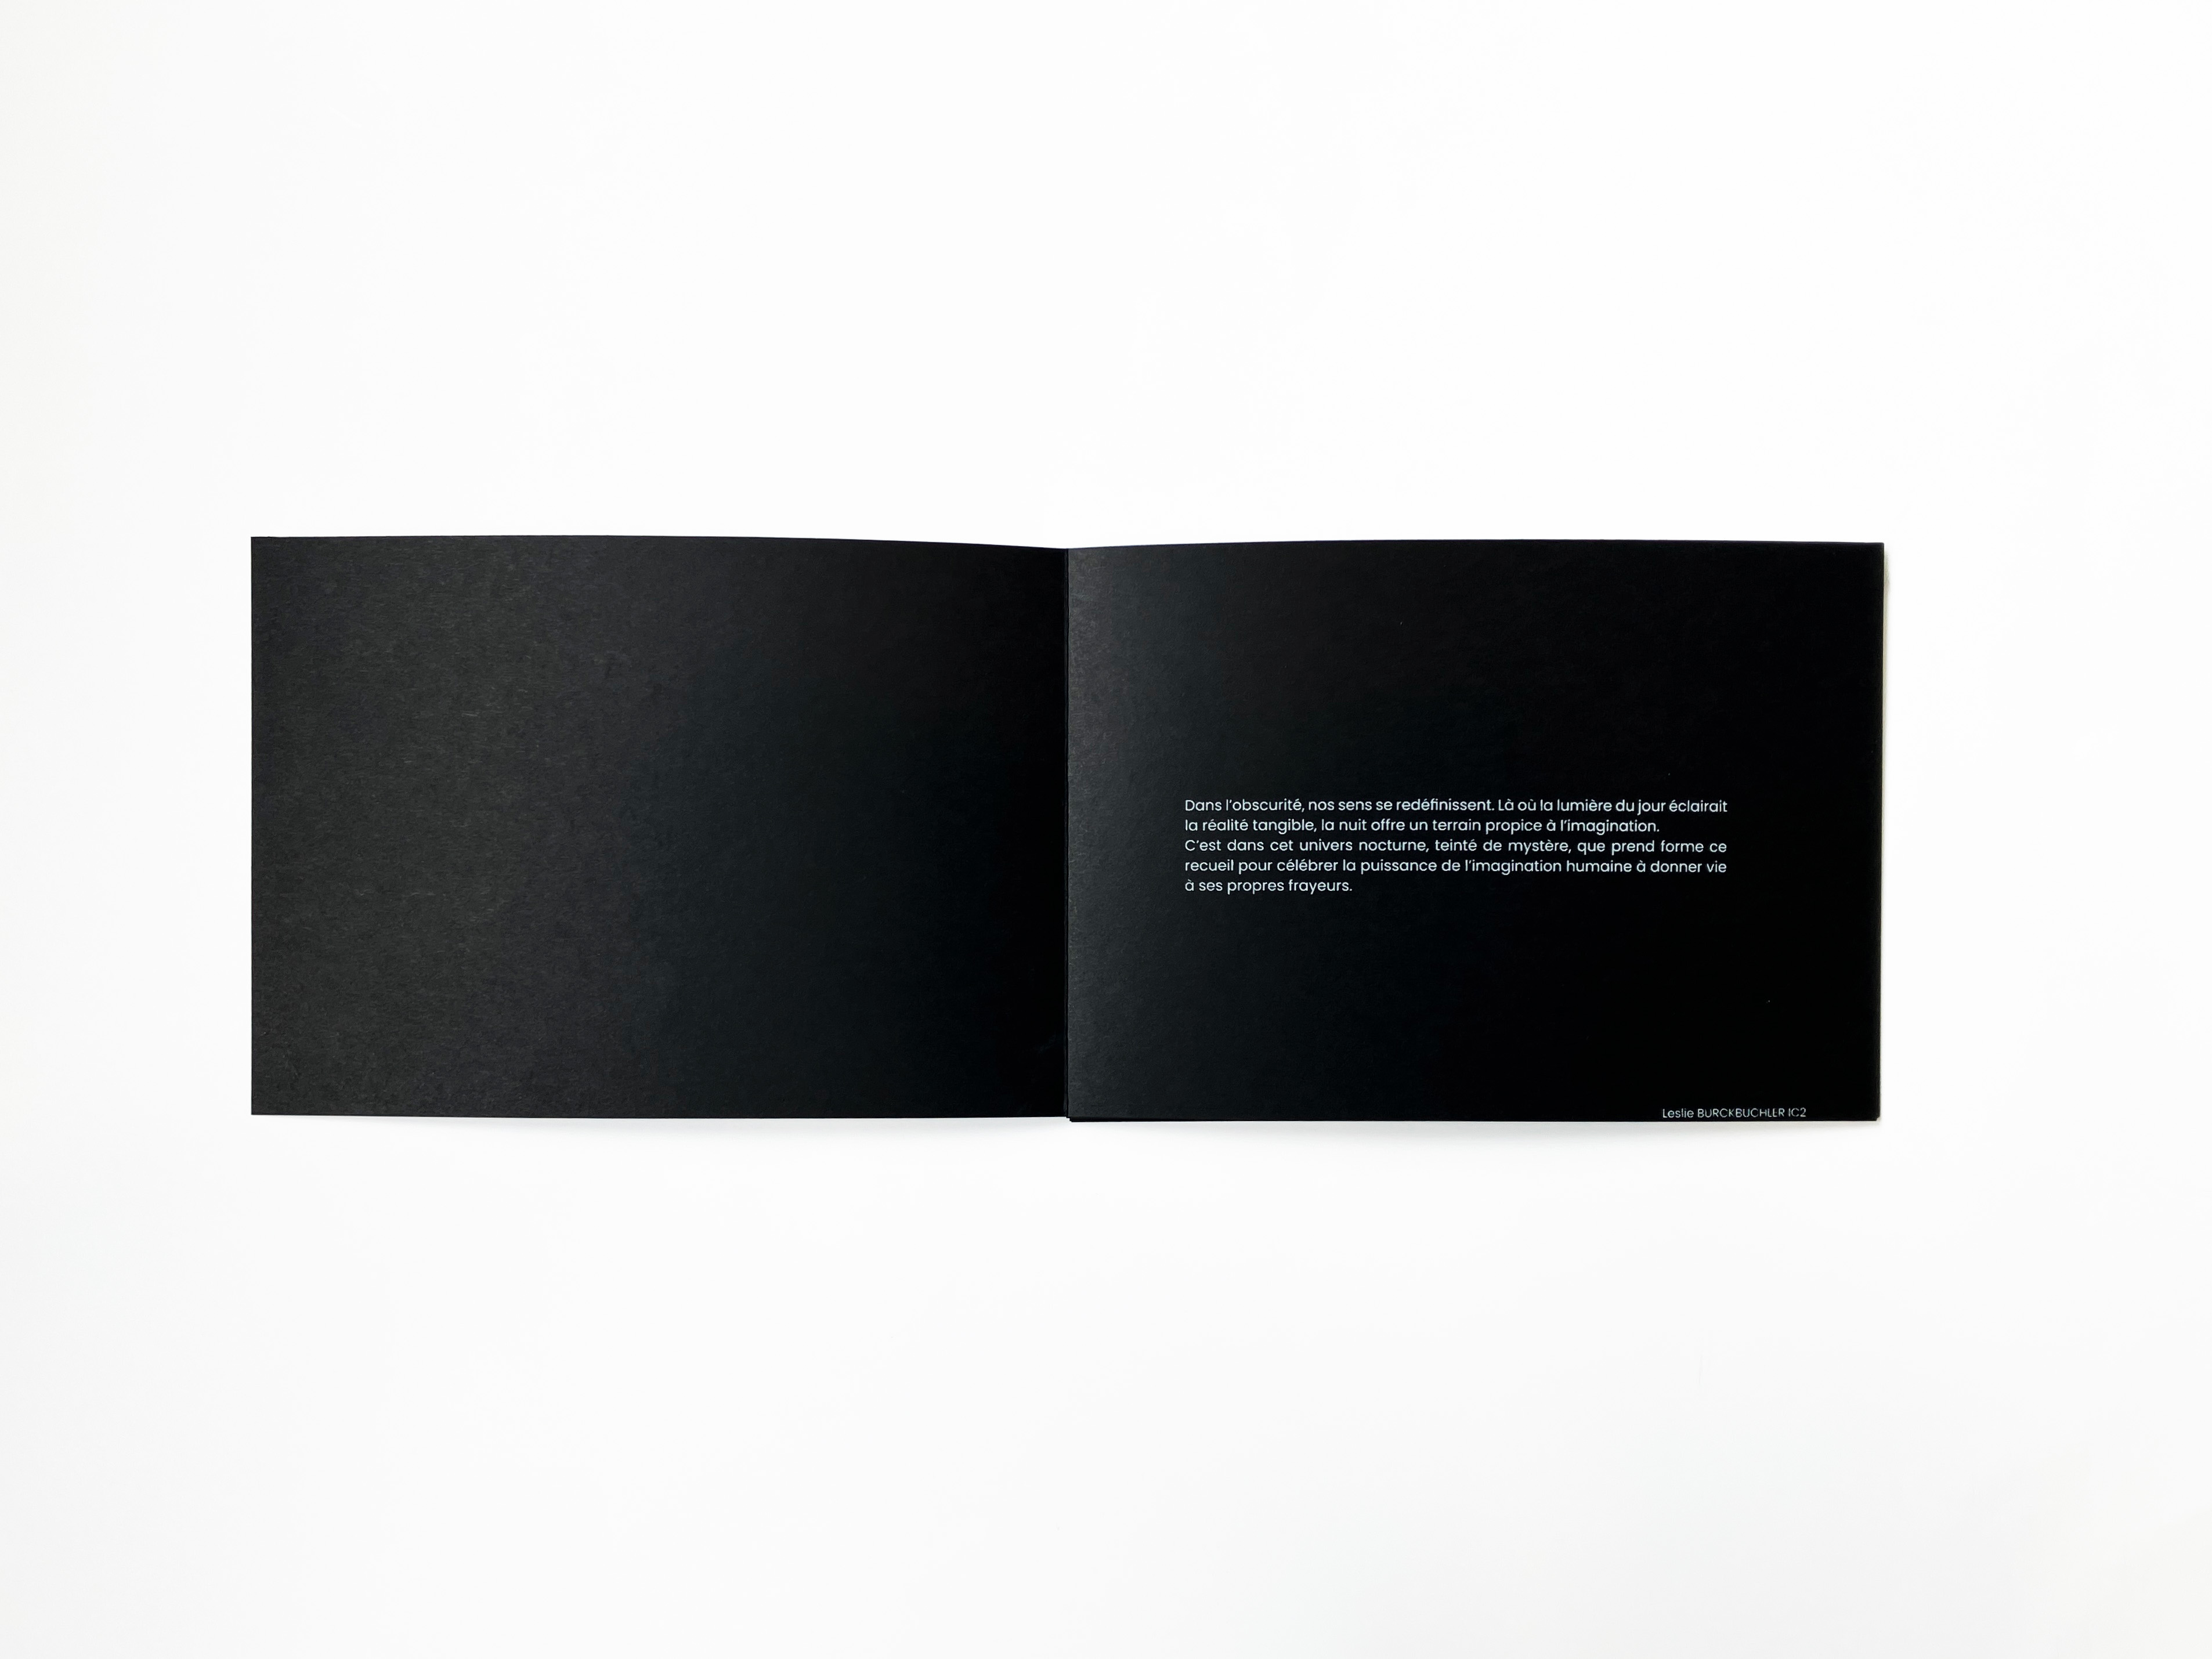 Dans l'obscurité, nos sens se redéfinissent. Là où la lumière du jour éclairait
la réalité tangible, la nuit offre un terrain propice à l'imagination.
C'est dans cet univers nocturne, teinté de mystère, que prend forme ce
recueil pour célébrer la puissance de l'imagination humaine à donner vie
à ses propres frayeurs.
Leslie BURCKBUCHLER IC2